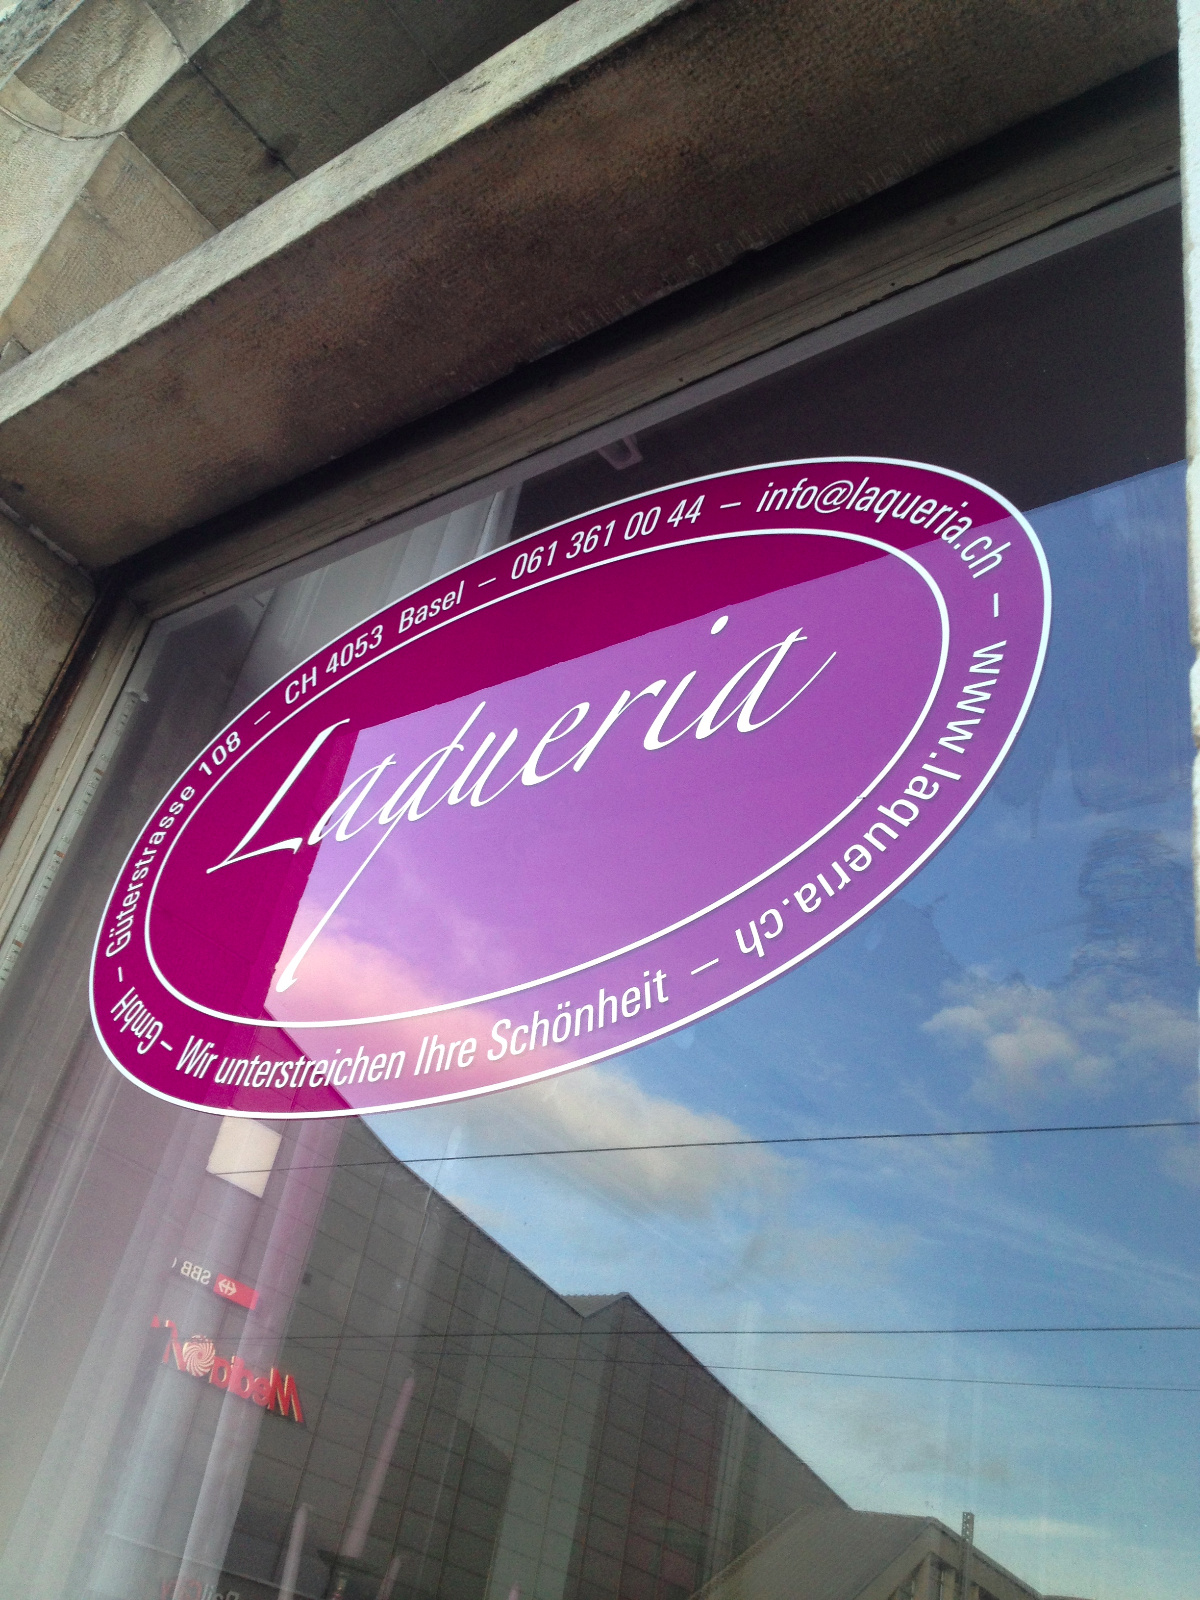 Laqueria
GmbH – Güterstrasse 108 – CH 4053 Basel – 061 361 00 44 – info@laqueria.ch – www.laqueria.ch –
Wir unterstreichen Ihre Schönheit –
SBB
Media